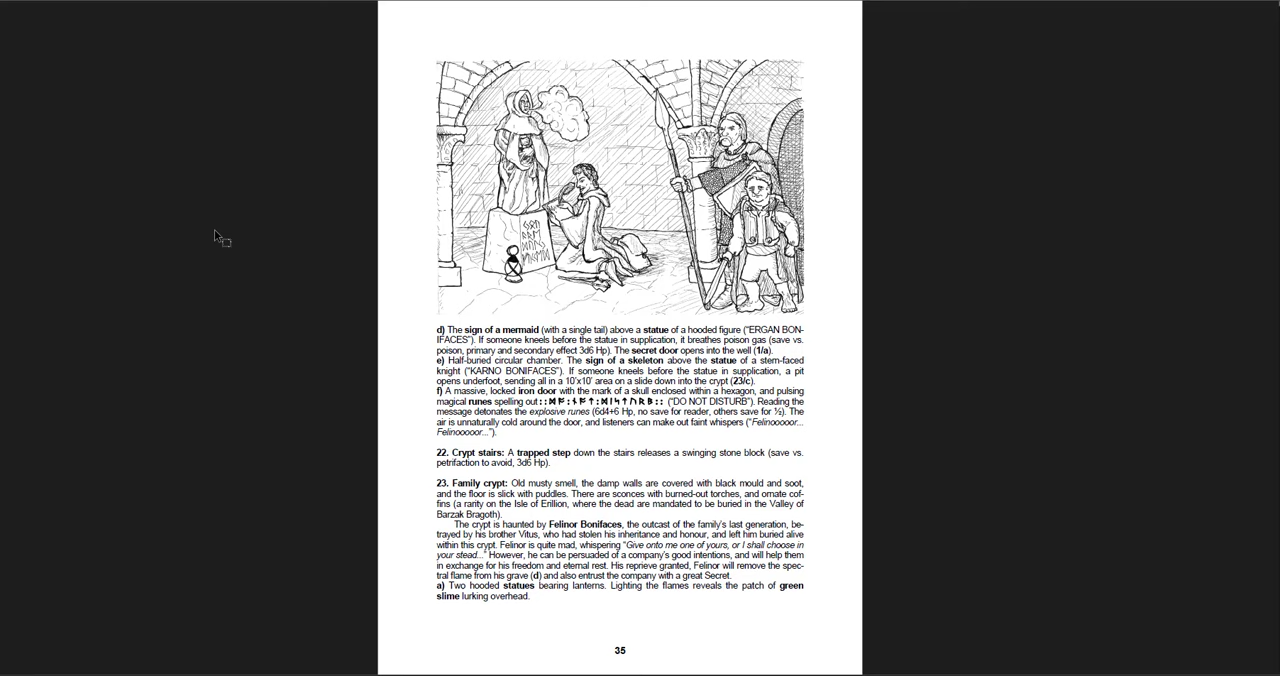 d) The sign of a mermaid (with a single tail) above a statue of a hooded figure ("ERGAN BON-
IFACES"). If someone kneels before the statue in supplication, it breathes poison gas (save vs.
poison, primary and secondary effect 3d6 Hp). The secret door opens into the well (1/a).
e) Half-buried circular chamber. The sign of a skeleton above the statue of a stern-faced
knight ("KARNO BONIFACES"). If someone kneels before the statue in supplication, a pit
opens underfoot, sending all in a 10'x10' area on a slide down into the crypt (23/c).
f) A massive, locked iron door with the mark of a skull enclosed within a hexagon, and pulsing
magical runes spelling out ("DO NOT DISTURB"). Reading the
message detonates the explosive runes (6d4+6 Hp, no save for reader, others save for ½). The
air is unnaturally cold around the door, and listeners can make out faint whispers ("Felinooooor...
Felinooooor...").
22. Crypt stairs: A trapped step down the stairs releases a swinging stone block (save vs.
petrifaction to avoid, 3d6 Hp).
23. Family crypt: Old musty smell, the damp walls are covered with black mould and soot,
and the floor is slick with puddles. There are sconces with burned-out torches, and ornate cof-
fins (a rarity on the Isle of Erillion, where the dead are mandated to be buried in the Valley of
Barzak Bragoth).
The crypt is haunted by Felinor Bonifaces, the outcast of the family's last generation, be-
trayed by his brother Vitus, who had stolen his inheritance and honour, and left him buried alive
within this crypt. Felinor is quite mad, whispering "Give onto me one of yours, or I shall choose in
your stead..." However, he can be persuaded of a company's good intentions, and will help them
in exchange for his freedom and eternal rest. His reprieve granted, Felinor will remove the spec-
tral flame from his grave (d) and also entrust the company with a great Secret.
a) Two hooded statues bearing lanterns. Lighting the flames reveals the patch of green
slime lurking overhead.
35